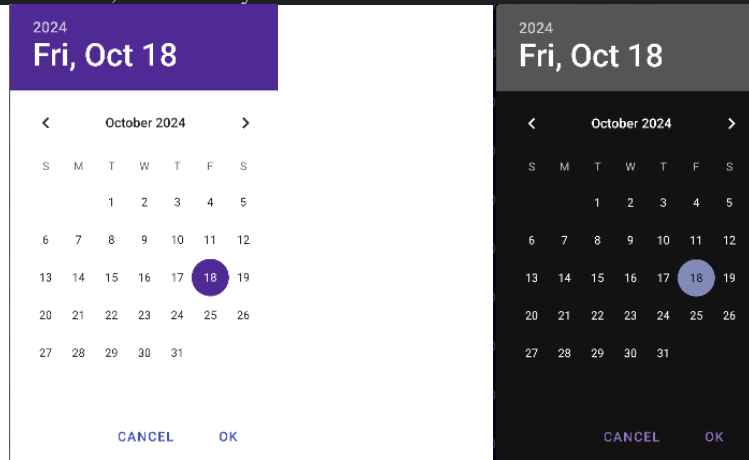 2024
Fri, Oct 18
October 2024
S M T W T F S
1 2 3 4 5
6 7 8 9 10 11 12
13 14 15 16 17 18 19
20 21 22 23 24 25 26
27 28 29 30 31
CANCEL OK
2024
Fri, Oct 18
October 2024
S M T W T F S
1 2 3 4 5
6 7 8 9 10 11 12
13 14 15 16 17 18 19
20 21 22 23 24 25 26
27 28 29 30 31
CANCEL OK